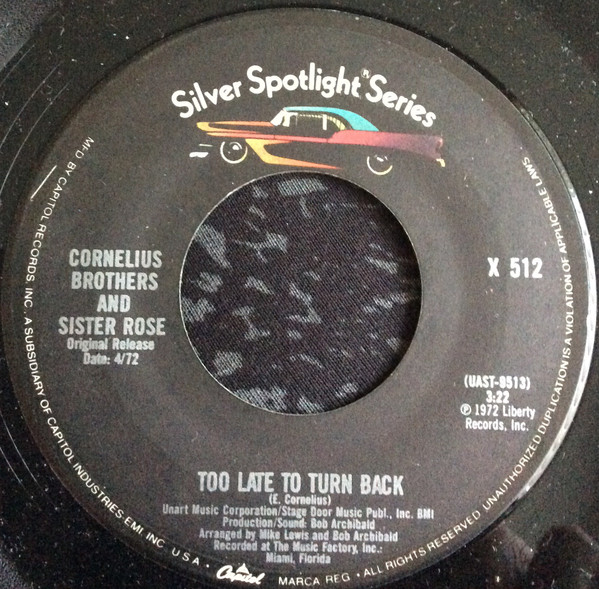 Silver Spotlight Series
CORNELIUS
BROTHERS
AND
SISTER ROSE
Original Release
Date: 4/72
X 512
(UAST-8513)
3:22
℗ 1972 Liberty
Records, Inc.
TOO LATE TO TURN BACK
(E. Cornelius)
Unart Music Corporation/Stage Door Music Publ., Inc. BMI
Production/Sound: Bob Archibald
Arranged by Mike Lewis and Bob Archibald
Recorded at The Music Factory, Inc.:
Miami, Florida
MF'D. BY CAPITOL RECORDS, INC., A SUBSIDIARY OF CAPITOL INDUSTRIES-EMI, INC. U.S.A. • Capitol MARCA REG. • ALL RIGHTS RESERVED. UNAUTHORIZED DUPLICATION IS A VIOLATION OF APPLICABLE LAWS.